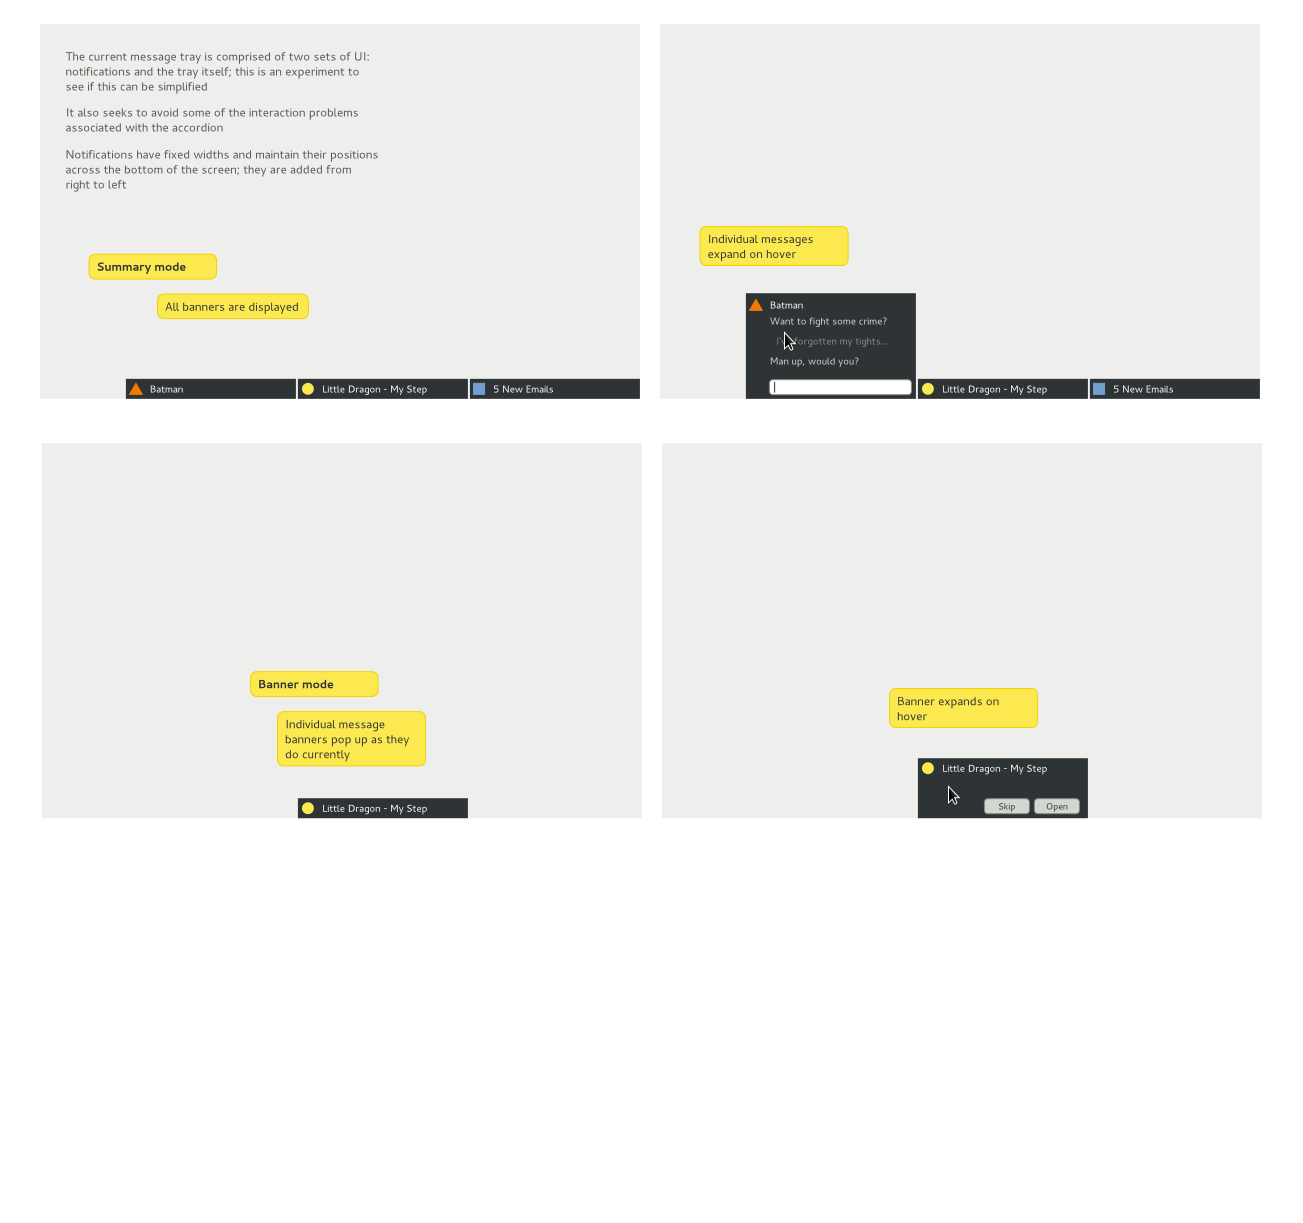 The current message tray is comprised of two sets of UI:
notifications and the tray itself; this is an experiment to
see if this can be simplified
It also seeks to avoid some of the interaction problems
associated with the accordion
Notifications have fixed widths and maintain their positions
across the bottom of the screen; they are added from
right to left
Summary mode
All banners are displayed
Batman
Little Dragon - My Step
5 New Emails
Individual messages
expand on hover
Batman
Want to fight some crime?
forgotten my tights...
Man up, would you?
Little Dragon - My Step
5 New Emails
Banner mode
Individual message
banners pop up as they
do currently
Little Dragon - My Step
Banner expands on
hover
Little Dragon - My Step
Skip
Open